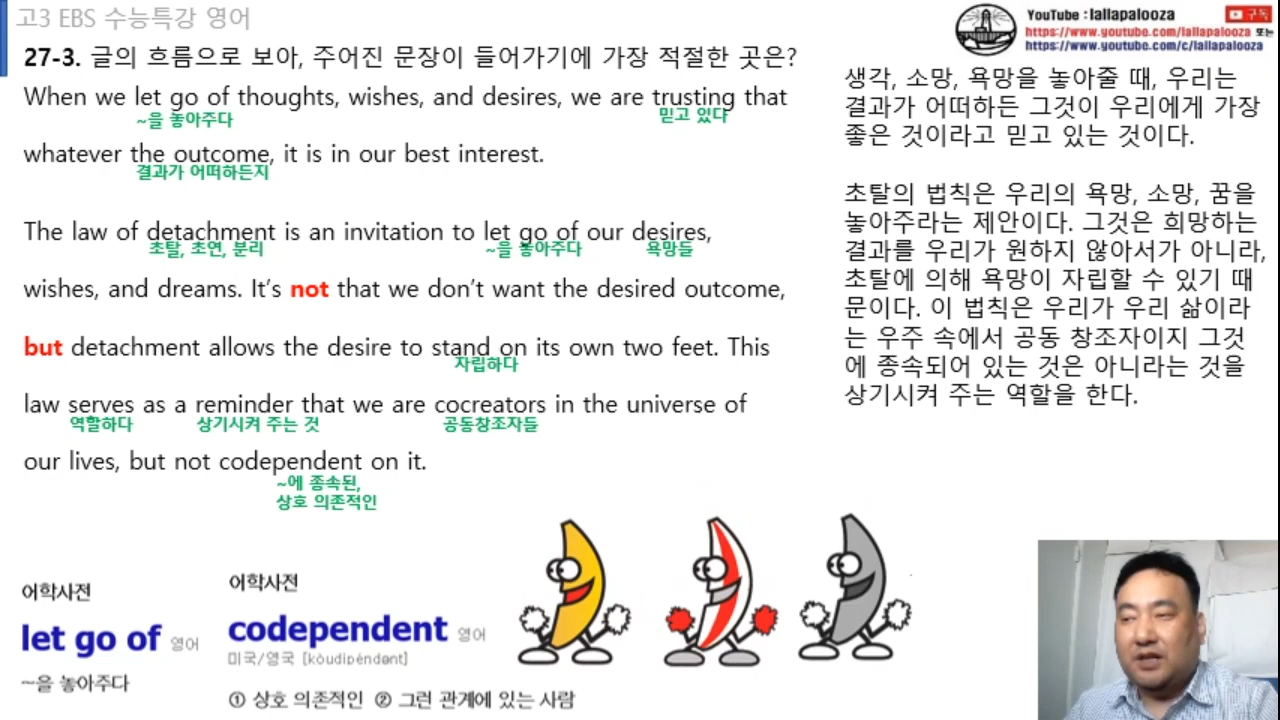 고3 EBS 수능특강 영어
YouTube : lallapalooza
구독
https://www.youtube.com/lallapalooza 또는
https://www.youtube.com/c/lallapalooza
27-3. 글의 흐름으로 보아, 주어진 문장이 들어가기에 가장 적절한 곳은?
When we let go of thoughts, wishes, and desires, we are trusting that
~을 놓아주다
믿고 있다
whatever the outcome, it is in our best interest.
결과가 어떠하든지
The law of detachment is an invitation to let go of our desires,
초탈, 초연, 분리
~을 놓아주다
욕망들
wishes, and dreams. It's not that we don't want the desired outcome,
but detachment allows the desire to stand on its own two feet. This
자립하다
law serves as a reminder that we are cocreators in the universe of
역할하다
상기시켜 주는 것
공동창조자들
our lives, but not codependent on it.
~에 종속된,
상호 의존적인
생각, 소망, 욕망을 놓아줄 때, 우리는
결과가 어떠하든 그것이 우리에게 가장
좋은 것이라고 믿고 있는 것이다.
초탈의 법칙은 우리의 욕망, 소망, 꿈을
놓아주라는 제안이다. 그것은 희망하는
결과를 우리가 원하지 않아서가 아니라,
초탈에 의해 욕망이 자립할 수 있기 때
문이다. 이 법칙은 우리가 우리 삶이라
는 우주 속에서 공동 창조자이지 그것
에 종속되어 있는 것은 아니라는 것을
상기시켜 주는 역할을 한다.
어학사전
let go of 영어
~을 놓아주다
어학사전
codependent 영어
미국/영국 [kòudipéndənt]
① 상호 의존적인 ② 그런 관계에 있는 사람